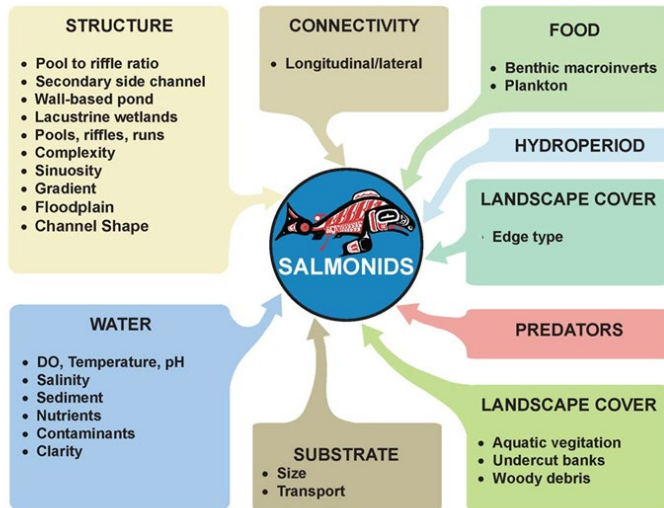 STRUCTURE
• Pool to riffle ratio
• Secondary side channel
• Wall-based pond
• Lacustrine wetlands
• Pools, riffles, runs
• Complexity
• Sinuosity
• Gradient
• Floodplain
• Channel Shape
CONNECTIVITY
• Longitudinal/lateral
FOOD
• Benthic macroinverts
• Plankton
HYDROPERIOD
LANDSCAPE COVER
· Edge type
SALMONIDS
PREDATORS
WATER
• DO, Temperature, pH
• Salinity
• Sediment
• Nutrients
• Contaminants
• Clarity
SUBSTRATE
• Size
• Transport
LANDSCAPE COVER
• Aquatic vegitation
• Undercut banks
• Woody debris